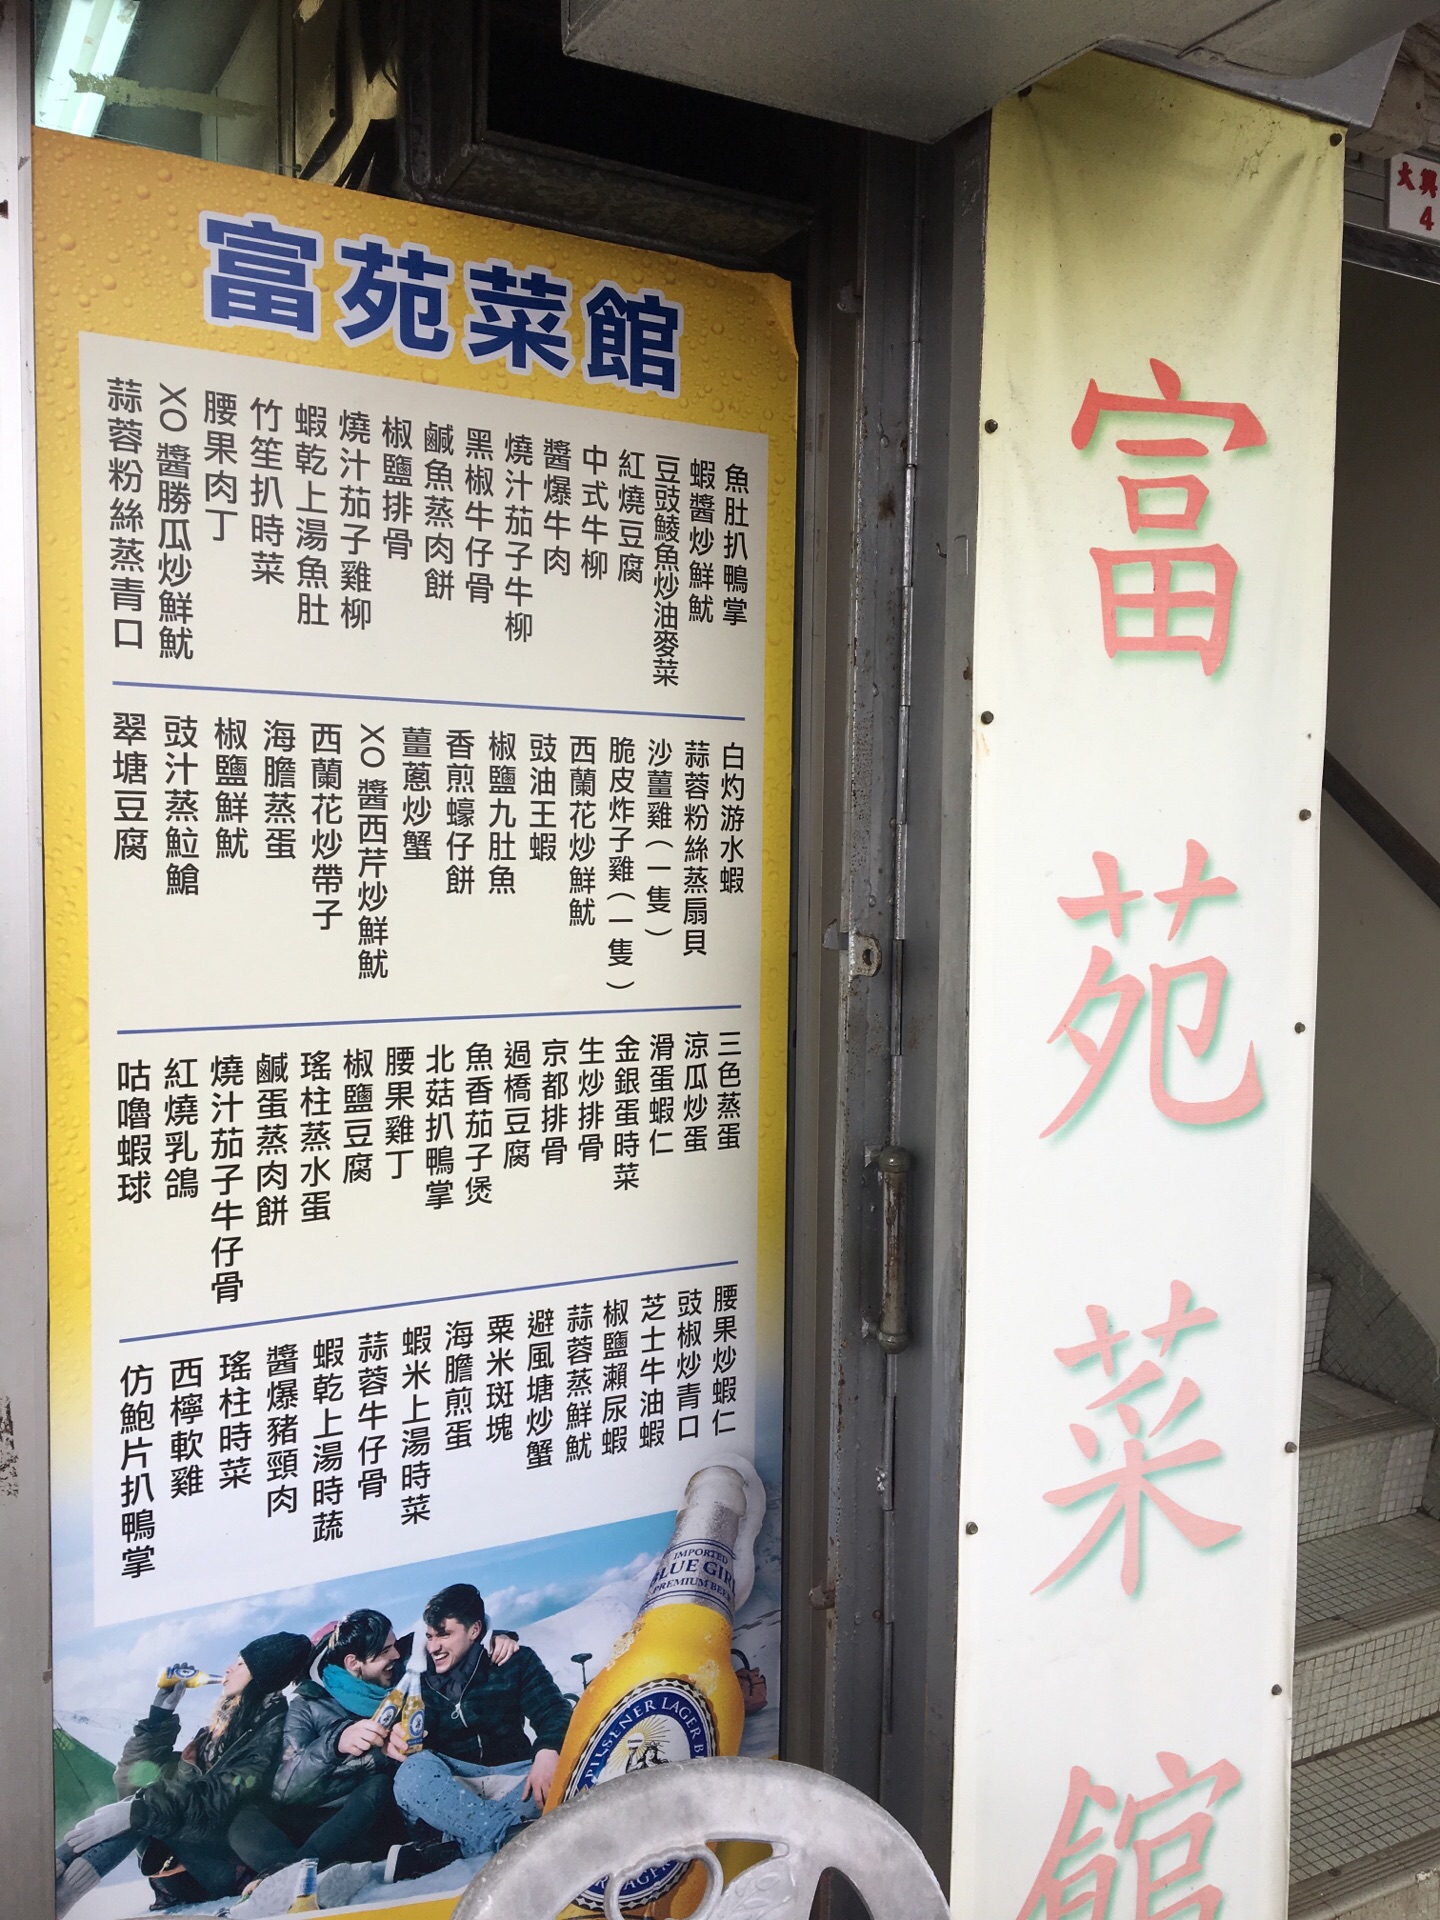 富苑菜館
魚肚扒鴨掌
蝦醬炒鮮魷
豆豉鯪魚炒油麥菜
紅燒豆腐
中式牛柳
醬爆牛肉
燒汁茄子牛柳
黑椒牛仔骨
鹹魚蒸肉餅
椒鹽排骨
燒汁茄子雞柳
蝦乾上湯魚肚
竹笙扒時菜
腰果肉丁
XO醬勝瓜炒鮮魷
蒜蓉粉絲蒸青口
白灼游水蝦
蒜蓉粉絲蒸扇貝
沙薑雞（一隻）
脆皮炸子雞（一隻）
西蘭花炒鮮魷
豉油王蝦
椒鹽九肚魚
香煎蠔仔餅
薑蔥炒蟹
XO醬西芹炒鮮魷
西蘭花炒帶子
海膽蒸蛋
椒鹽鮮魷
豉汁蒸䱽鯧
翠塘豆腐
三色蒸蛋
涼瓜炒蛋
滑蛋蝦仁
金銀蛋時菜
生炒排骨
京都排骨
過橋豆腐
魚香茄子煲
北菇扒鴨掌
腰果雞丁
椒鹽豆腐
瑤柱蒸水蛋
鹹蛋蒸肉餅
燒汁茄子牛仔骨
紅燒乳鴿
咕嚕蝦球
腰果炒蝦仁
豉椒炒青口
芝士牛油蝦
椒鹽瀨尿蝦
蒜蓉蒸鮮魷
避風塘炒蟹
粟米斑塊
海膽煎蛋
蝦米上湯時菜
蒜蓉牛仔骨
蝦乾上湯時蔬
醬爆豬頸肉
瑤柱時菜
西檸軟雞
仿鮑片扒鴨掌
IMPORTED
BLUE GIRL
PREMIUM BEER
PILSENER LAGER
富苑菜館
大興
4